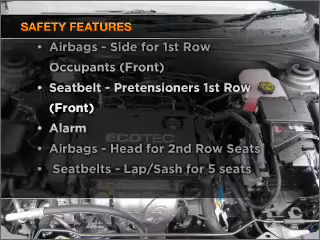 SAFETY FEATURES
• Airbags - Side for 1st Row
Occupants (Front)
• Seatbelt - Pretensioners 1st Row
(Front)
• Alarm
ECOTEC
• Airbags - Head for 2nd Row Seats
• Seatbelts - Lap/Sash for 5 seats